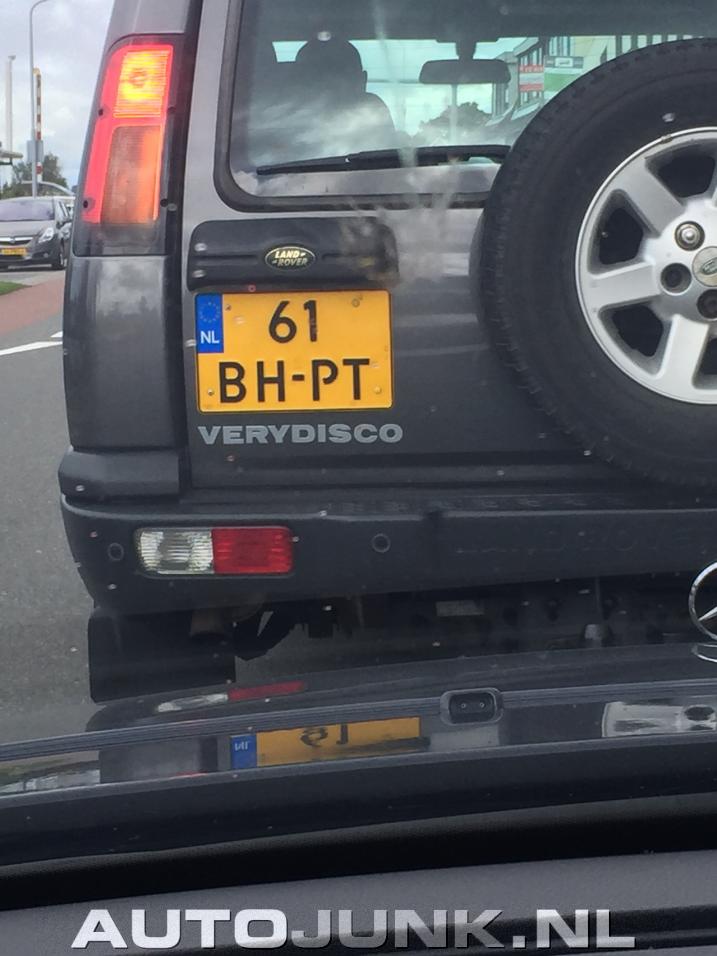 LAND
ROVER
NL
61
BH-PT
VERYDISCO
AUTOJUNK.NL